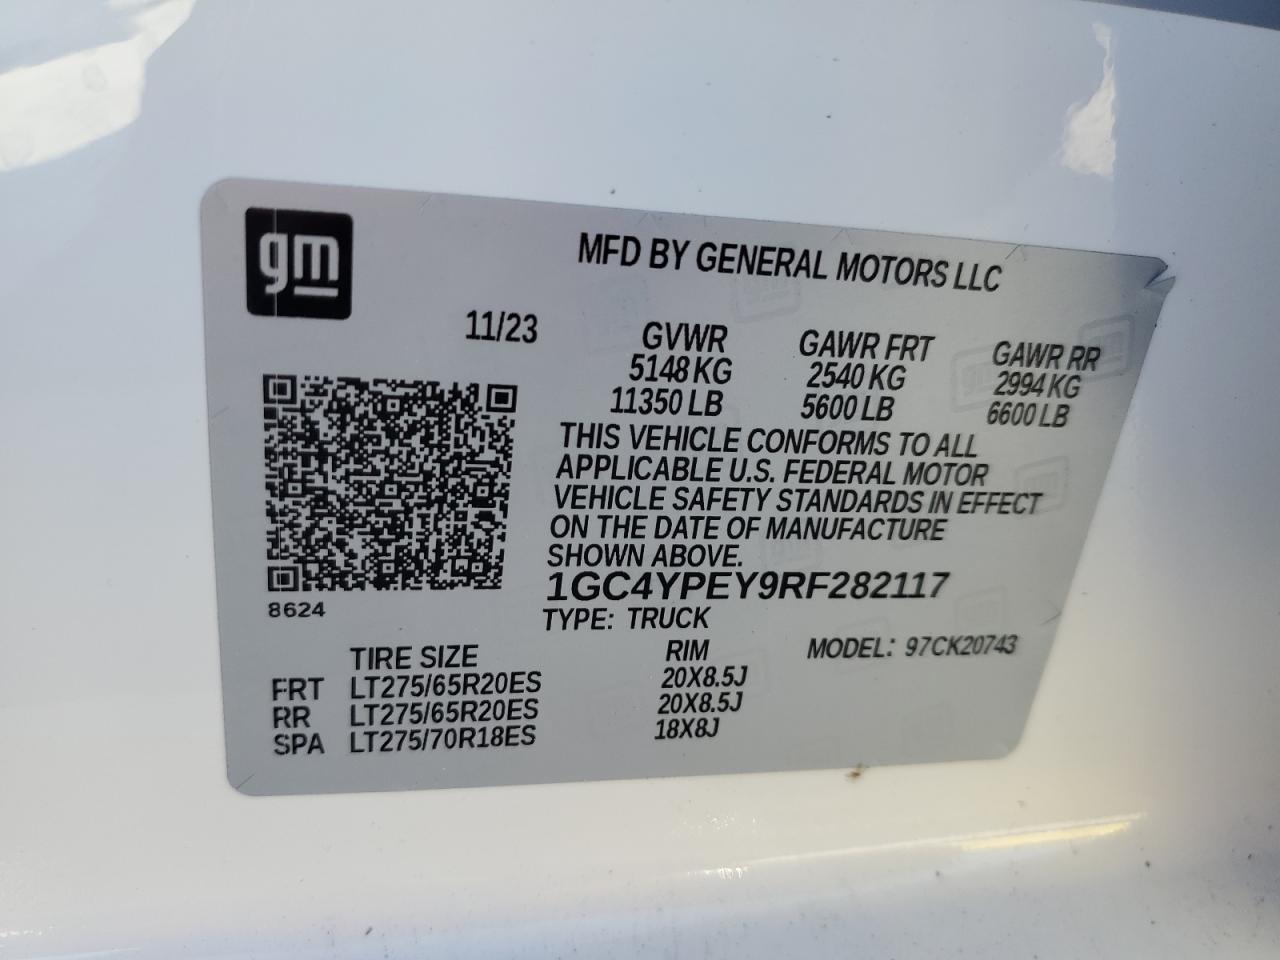 gm
MFD BY GENERAL MOTORS LLC
11/23
GVWR GAWR FRT GAWR RR
5148 KG 2540 KG 2994 KG
11350 LB 5600 LB 6600 LB
THIS VEHICLE CONFORMS TO ALL
APPLICABLE U.S. FEDERAL MOTOR
VEHICLE SAFETY STANDARDS IN EFFECT
ON THE DATE OF MANUFACTURE
SHOWN ABOVE.
1GC4YPEY9RF282117
8624
TYPE: TRUCK
MODEL: 97CK20743
TIRE SIZE RIM
FRT LT275/65R20ES 20X8.5J
RR LT275/65R20ES 20X8.5J
SPA LT275/70R18ES 18X8J